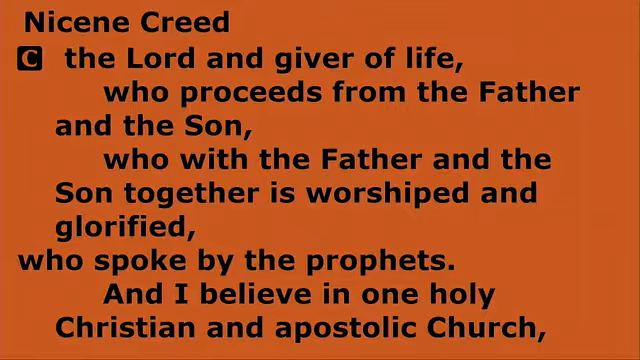 Nicene Creed
C the Lord and giver of life,
who proceeds from the Father
and the Son,
who with the Father and the
Son together is worshiped and
glorified,
who spoke by the prophets.
And I believe in one holy
Christian and apostolic Church,